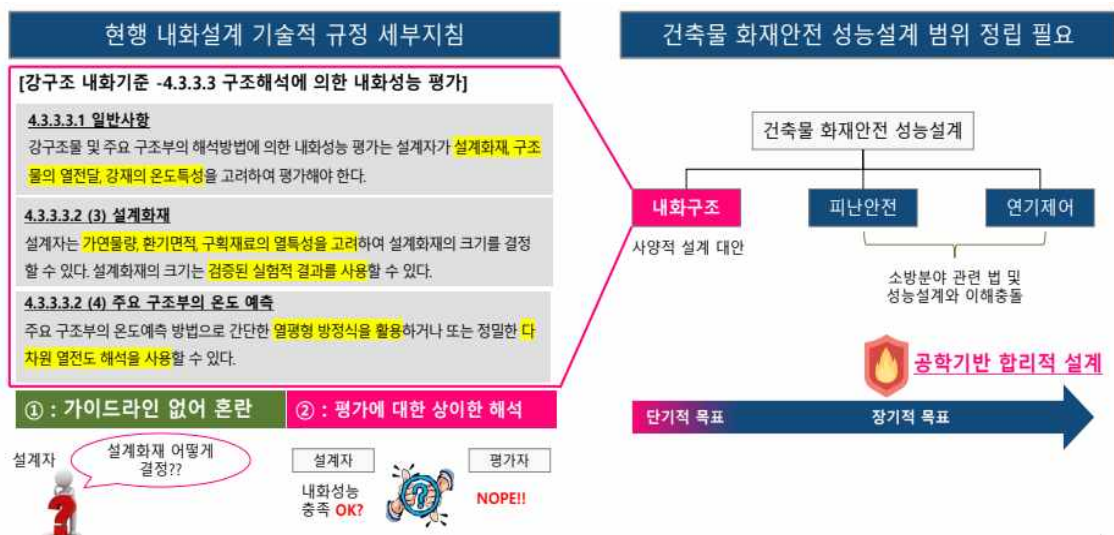 현행 내화설계 기술적 규정 세부지침
[강구조 내화기준 -4.3.3.3 구조해석에 의한 내화성능 평가]
4.3.3.3.1 일반사항
강구조물 및 주요 구조부의 해석방법에 의한 내화성능 평가는 설계자가 설계화재, 구조
물의 열전달, 강재의 온도특성을 고려하여 평가해야 한다.
4.3.3.3.2 (3) 설계화재
설계자는 가연물량, 환기면적, 구획재료의 열특성을 고려하여 설계화재의 크기를 결정
할 수 있다. 설계화재의 크기는 검증된 실험적 결과를 사용할 수 있다.
4.3.3.3.2 (4) 주요 구조부의 온도 예측
주요 구조부의 온도예측 방법으로 간단한 열평형 방정식을 활용하거나 또는 정밀한 다
차원 열전도 해석을 사용할 수 있다.
① : 가이드라인 없어 혼란
② : 평가에 대한 상이한 해석
설계자
설계화재 어떻게
결정??
설계자
내화성능
충족 OK?
평가자
NOPE!!
건축물 화재안전 성능설계 범위 정립 필요
건축물 화재안전 성능설계
내화구조
피난안전
연기제어
사양적 설계 대안
소방분야 관련 법 및
성능설계와 이해충돌
공학기반 합리적 설계
단기적 목표
장기적 목표